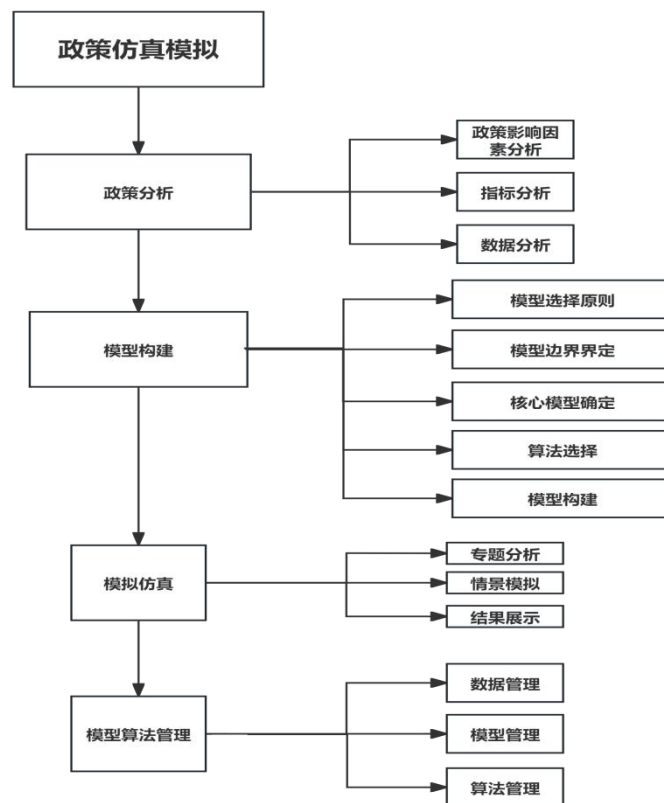 政策仿真模拟
政策影响因
素分析
政策分析
指标分析
数据分析
模型选择原则
模型构建
模型边界界定
核心模型确定
算法选择
模型构建
专题分析
模拟仿真
情景模拟
结果展示
数据管理
模型算法管理
模型管理
算法管理